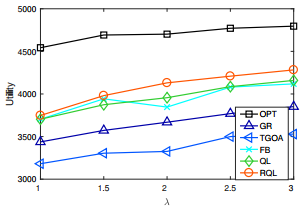 5000
4500
4000
3500
3000
Utility
1
1.5
2
2.5
3
λ
OPT
GR
TGOA
FB
QL
RQL